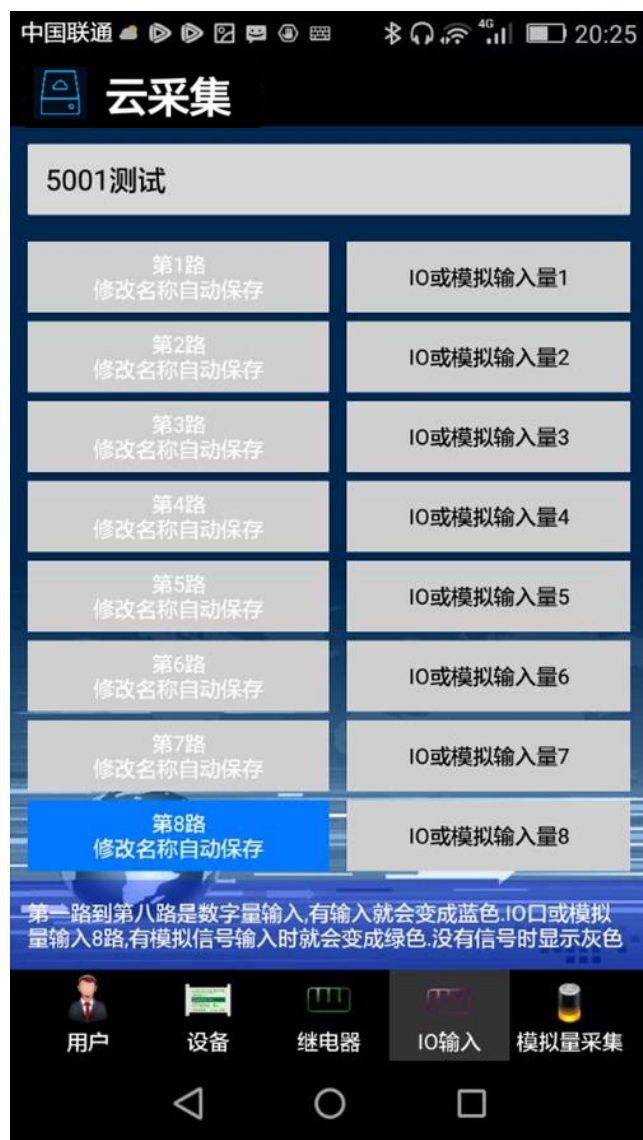 中国联通 4G 20:25
云采集
5001测试
第1路
修改名称自动保存
IO或模拟输入量1
第2路
修改名称自动保存
IO或模拟输入量2
第3路
修改名称自动保存
IO或模拟输入量3
第4路
修改名称自动保存
IO或模拟输入量4
第5路
修改名称自动保存
IO或模拟输入量5
第6路
修改名称自动保存
IO或模拟输入量6
第7路
修改名称自动保存
IO或模拟输入量7
第8路
修改名称自动保存
IO或模拟输入量8
第一路到第八路是数字量输入,有输入就会变成蓝色.IO口或模拟
量输入8路,有模拟信号输入时就会变成绿色.没有信号时显示灰色
用户 设备 继电器 IO输入 模拟量采集